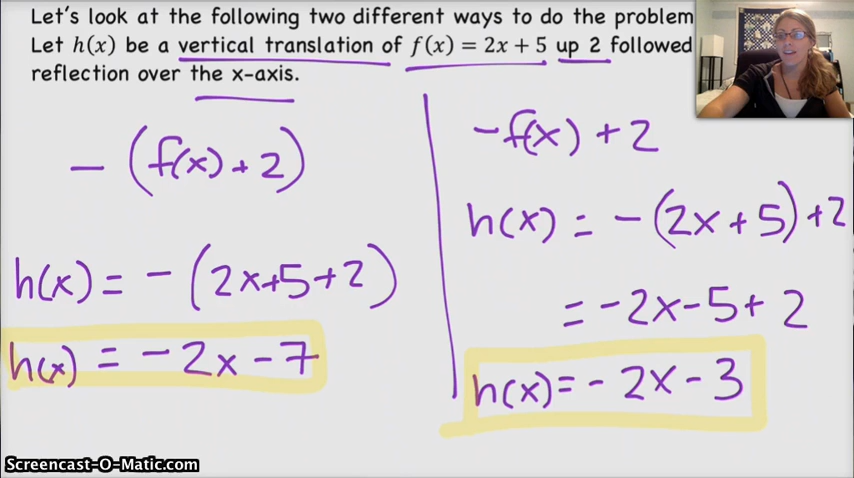 Let's look at the following two different ways to do the problem
Let h(x) be a vertical translation of f(x) = 2x + 5 up 2 followed
reflection over the x-axis.
-(f(x)+2)
h(x) = -(2x+5+2)
h(x) = -2x-7
-f(x)+2
h(x) = -(2x+5)+2
= -2x-5+2
h(x) = -2x-3
Screencast-O-Matic.com